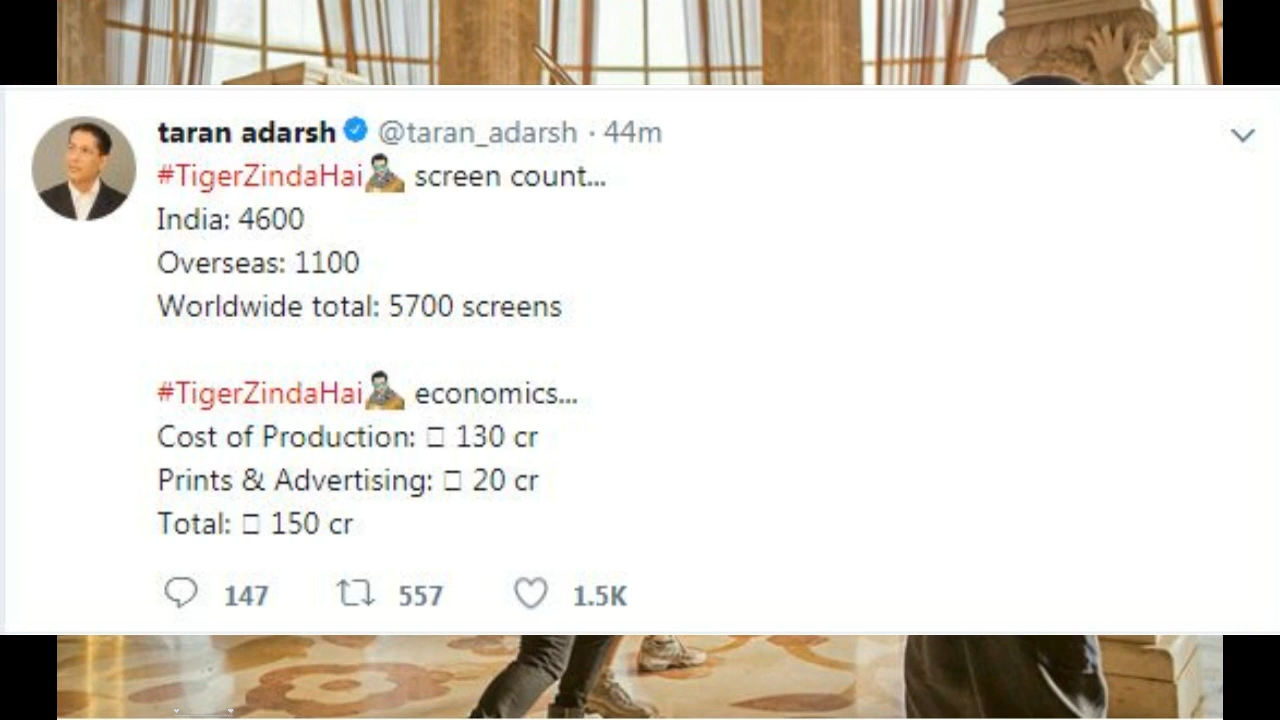 taran adarsh @taran_adarsh · 44m
#TigerZindaHai screen count...
India: 4600
Overseas: 1100
Worldwide total: 5700 screens
#TigerZindaHai economics...
Cost of Production: □ 130 cr
Prints & Advertising: □ 20 cr
Total: □ 150 cr
147 557 1.5K